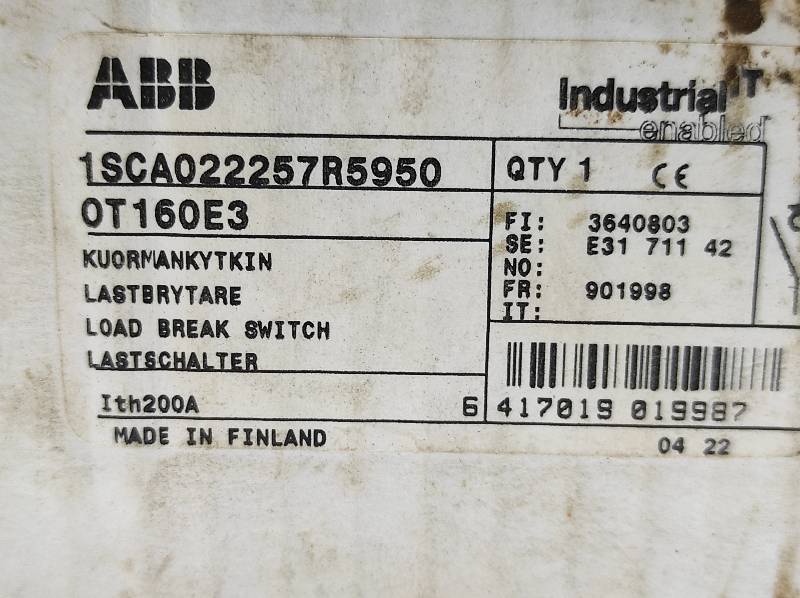 ABB
Industrial IT
enabled
1SCA022257R5950
QTY 1 CE
OT160E3
FI: 3640803
SE: E31 711 42
NO:
FR: 901998
IT:
KUORMANKYTKIN
LASTBRYTARE
LOAD BREAK SWITCH
LASTSCHALTER
Ith200A
6 417019 019987
MADE IN FINLAND
04 22